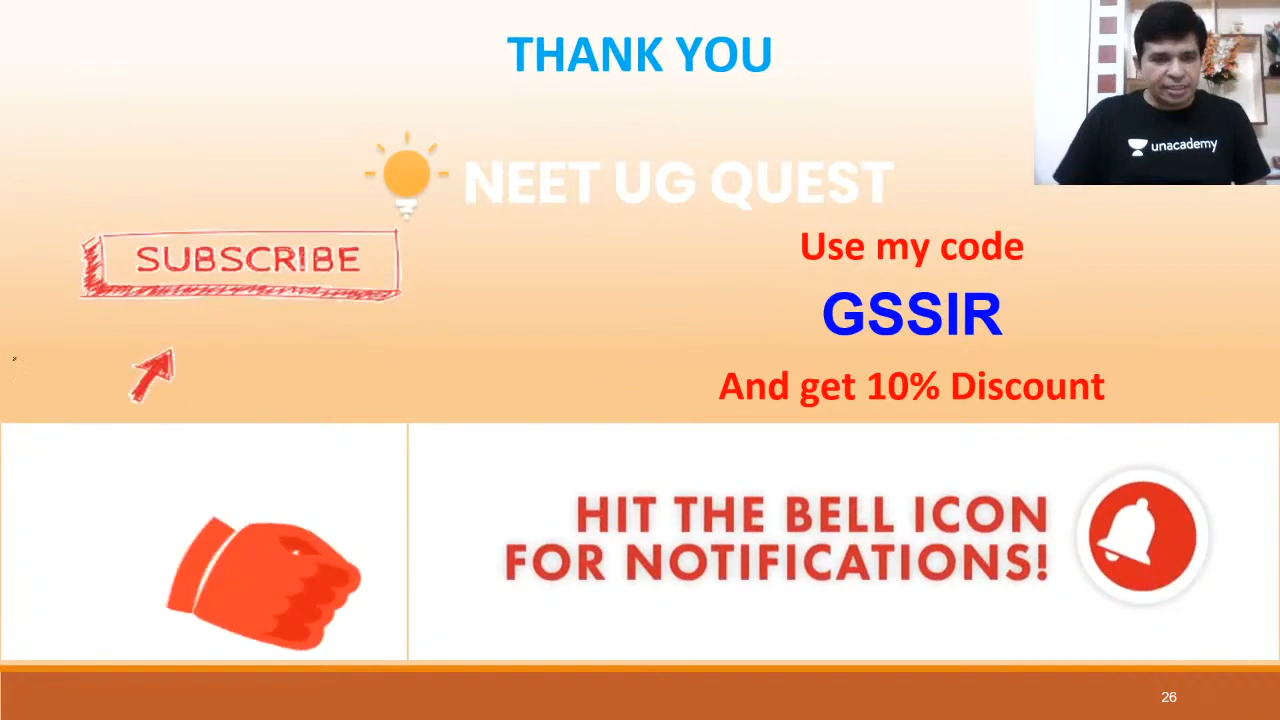 THANK YOU
unacademy
NEET UG QUEST
SUBSCRIBE
Use my code
GSSIR
And get 10% Discount
HIT THE BELL ICON
FOR NOTIFICATIONS!
26